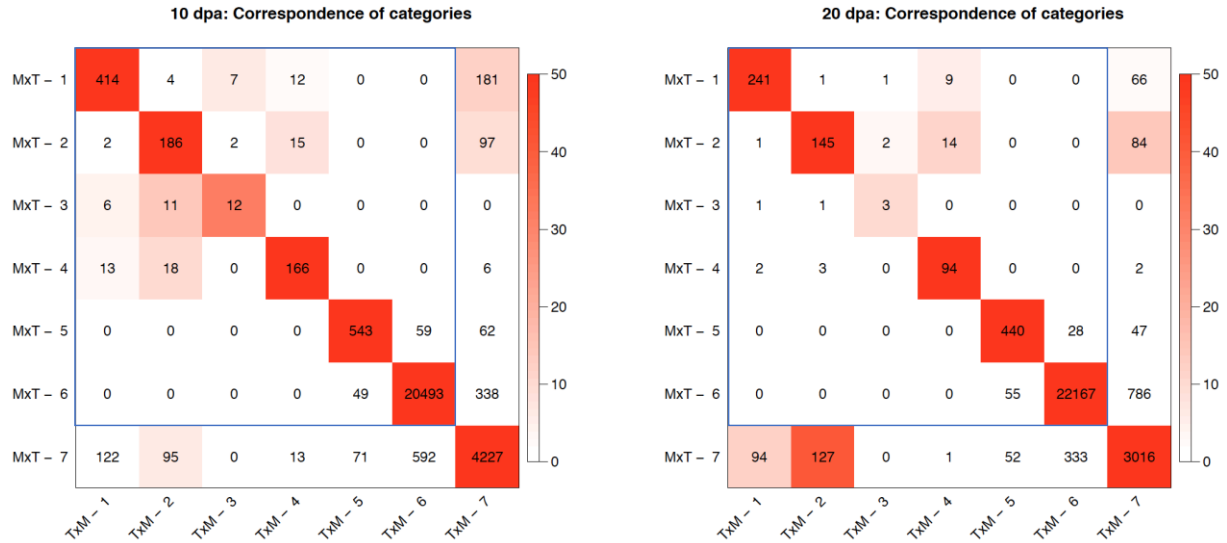 10 dpa: Correspondence of categories
MxT − 1 414 4 7 12 0 0 181
MxT − 2 2 186 2 15 0 0 97
MxT − 3 6 11 12 0 0 0 0
MxT − 4 13 18 0 166 0 0 6
MxT − 5 0 0 0 0 543 59 62
MxT − 6 0 0 0 0 49 20493 338
MxT − 7 122 95 0 13 71 592 4227
TxM − 1 TxM − 2 TxM − 3 TxM − 4 TxM − 5 TxM − 6 TxM − 7
50
40
30
20
10
0
20 dpa: Correspondence of categories
MxT − 1 241 1 1 9 0 0 66
MxT − 2 1 145 2 14 0 0 84
MxT − 3 1 1 3 0 0 0 0
MxT − 4 2 3 0 94 0 0 2
MxT − 5 0 0 0 0 440 28 47
MxT − 6 0 0 0 0 55 22167 786
MxT − 7 94 127 0 1 52 333 3016
TxM − 1 TxM − 2 TxM − 3 TxM − 4 TxM − 5 TxM − 6 TxM − 7
50
40
30
20
10
0